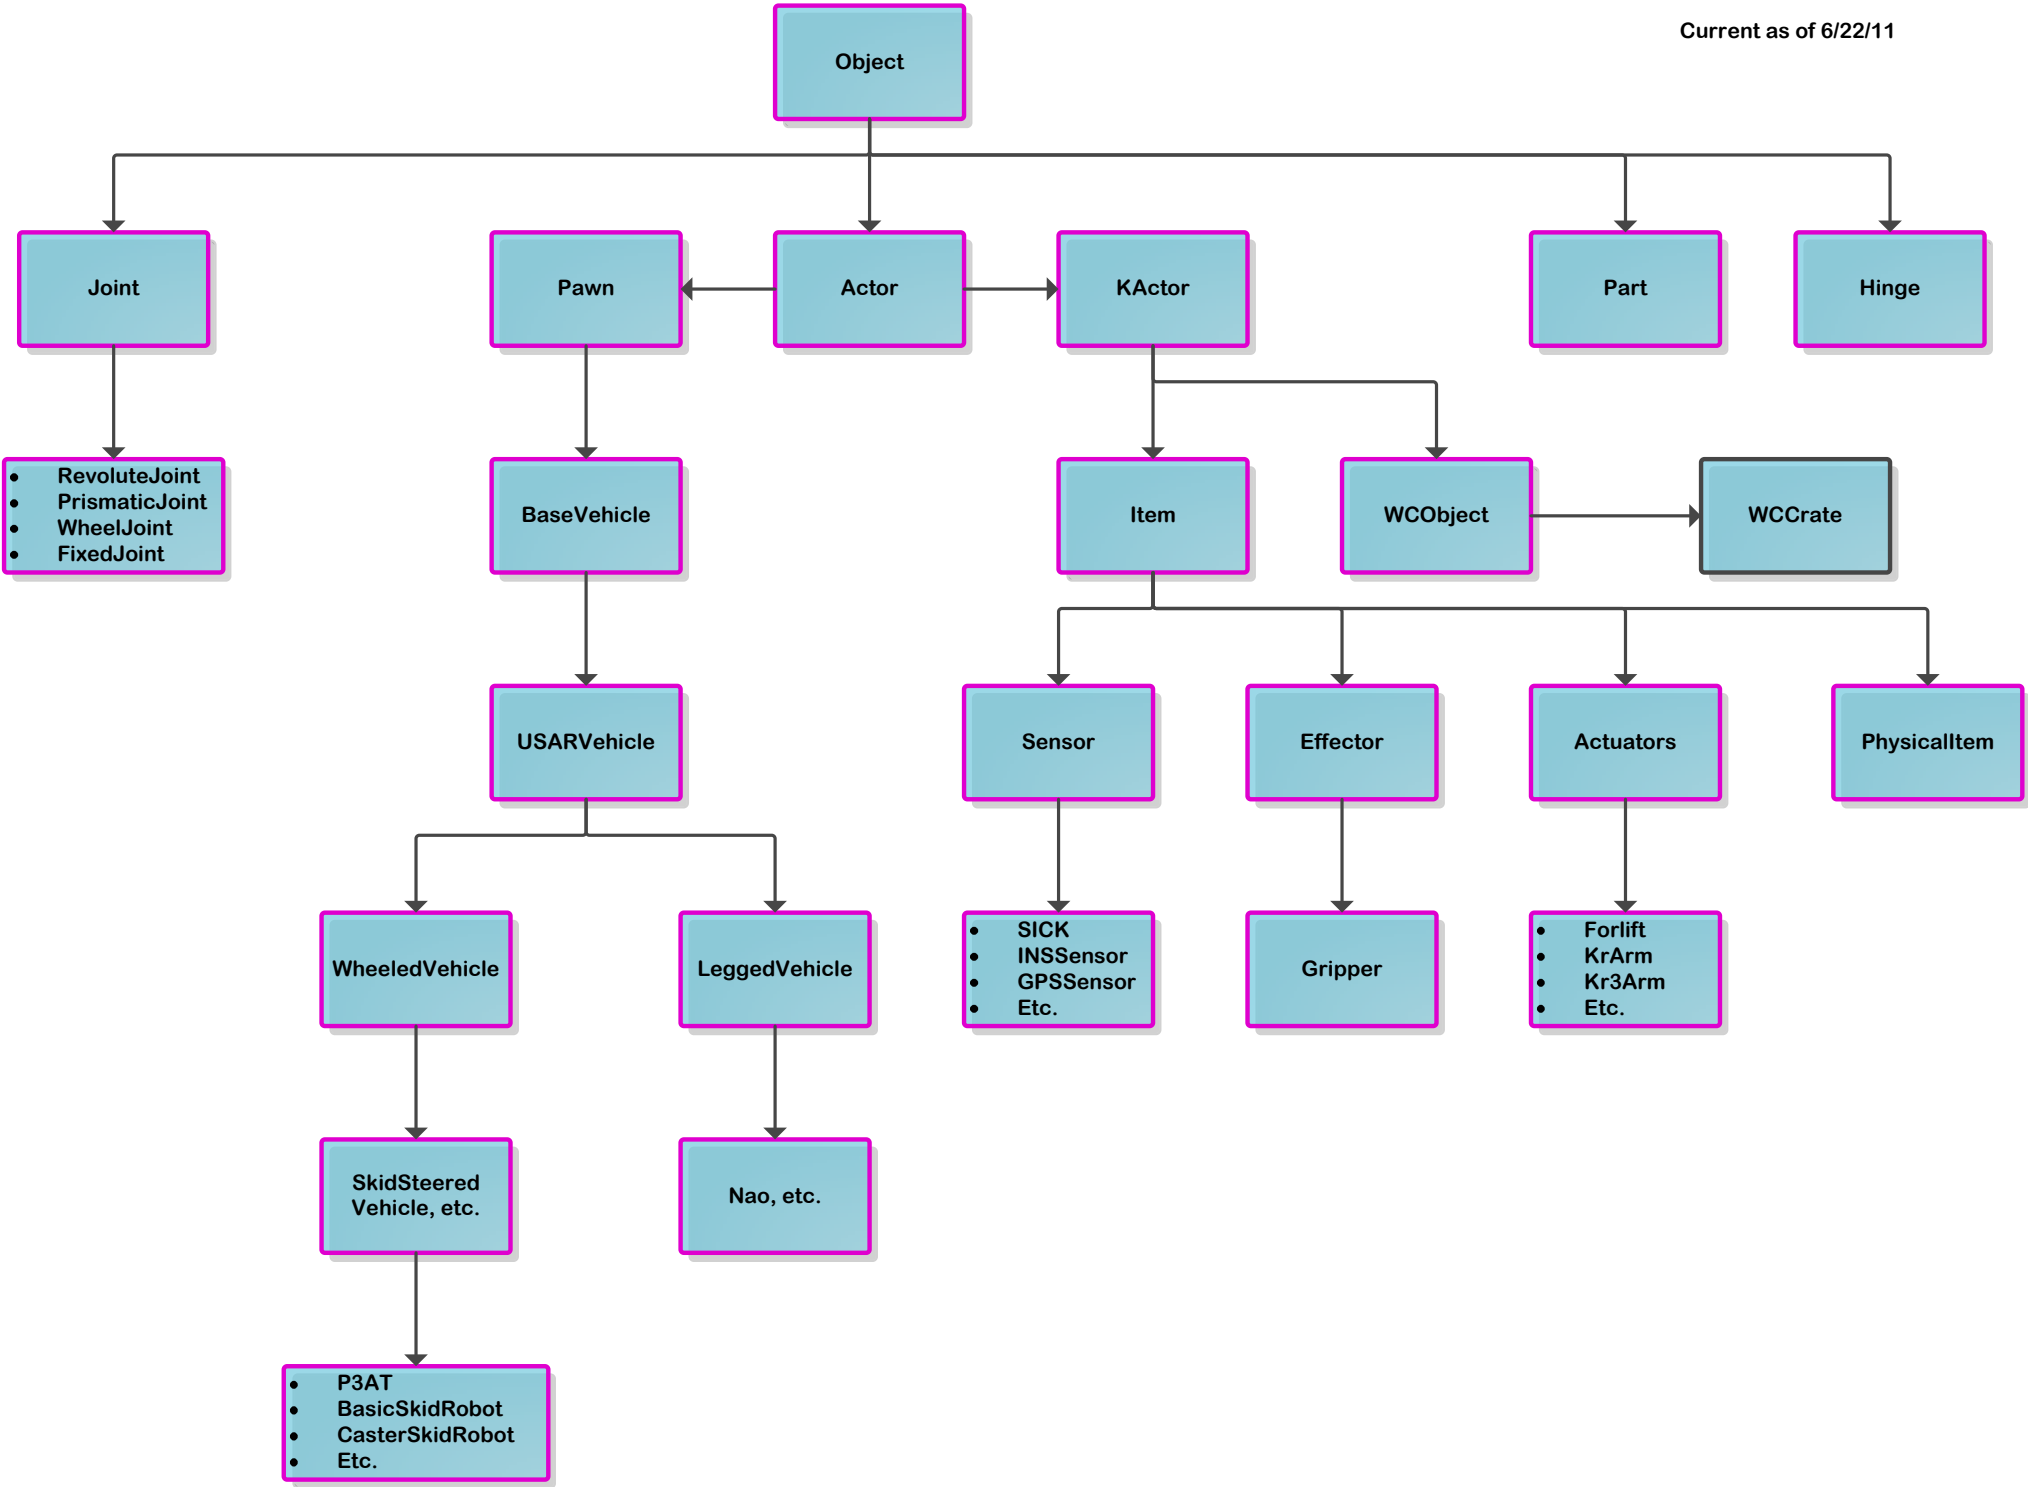 Current as of 6/22/11
Object
Joint
Pawn
Actor
KActor
Part
Hinge
• RevoluteJoint
• PrismaticJoint
• WheelJoint
• FixedJoint
BaseVehicle
Item
WCObject
WCCrate
USARVehicle
Sensor
Effector
Actuators
PhysicalItem
WheeledVehicle
LeggedVehicle
• SICK
• INSSensor
• GPSSensor
• Etc.
Gripper
• Forlift
• KrArm
• Kr3Arm
• Etc.
SkidSteered
Vehicle, etc.
Nao, etc.
• P3AT
• BasicSkidRobot
• CasterSkidRobot
• Etc.